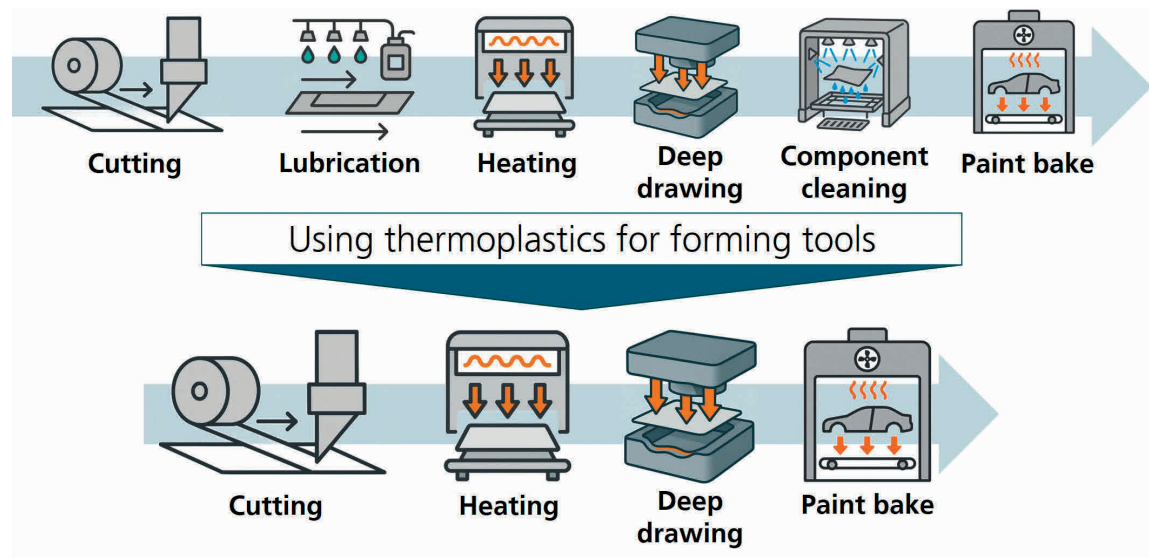 Cutting
Lubrication
Heating
Deep
drawing
Component
cleaning
Paint bake
Using thermoplastics for forming tools
Cutting
Heating
Deep
drawing
Paint bake